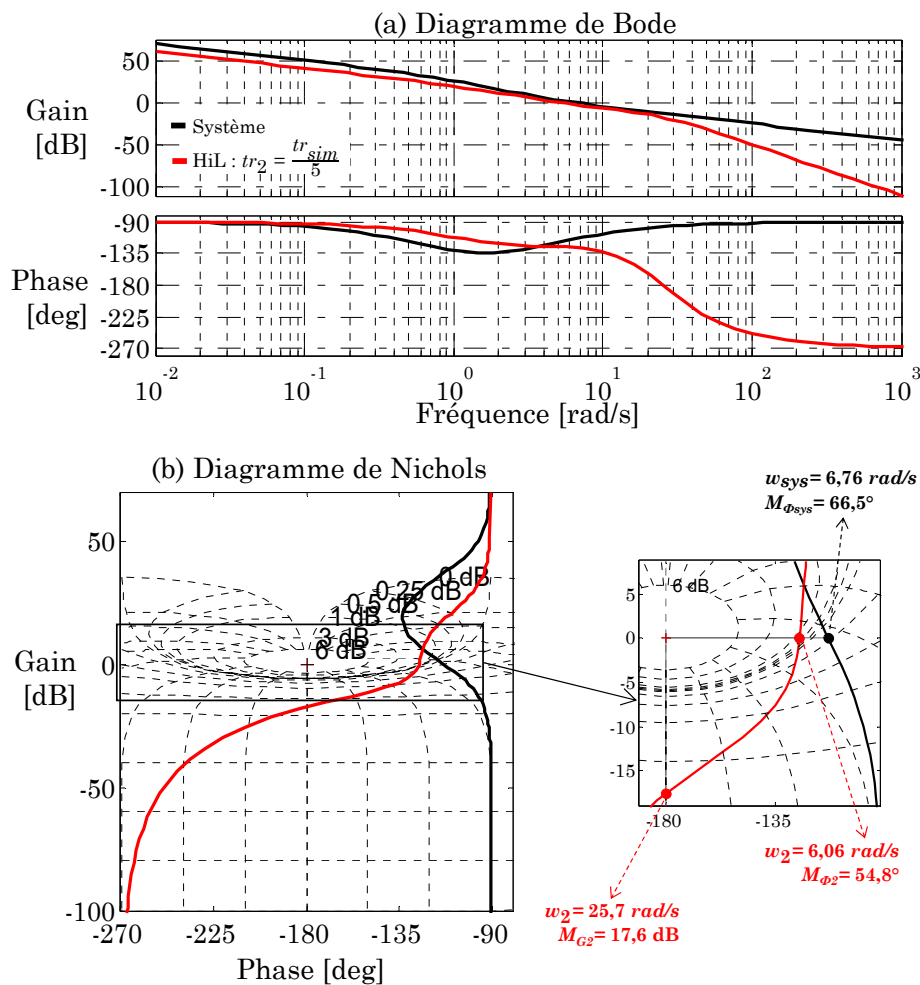 (a) Diagramme de Bode
50
0
-50
-100
Gain
[dB]
Système
HiL : tr2 = trsim
5
-90
-135
-180
-225
-270
Phase
[deg]
10-2
10-1
100
101
102
103
Fréquence [rad/s]
(b) Diagramme de Nichols
50
0
-50
-100
Gain
[dB]
0 dB
0.25 dB
0.5 dB
1 dB
3 dB
6 dB
-270
-225
-180
-135
-90
Phase [deg]
wsys= 6,76 rad/s
MΦsys= 66,5°
6 dB
5
0
-5
-10
-15
-180
-135
w2= 6,06 rad/s
MΦ2= 54,8°
w2= 25,7 rad/s
MG2= 17,6 dB